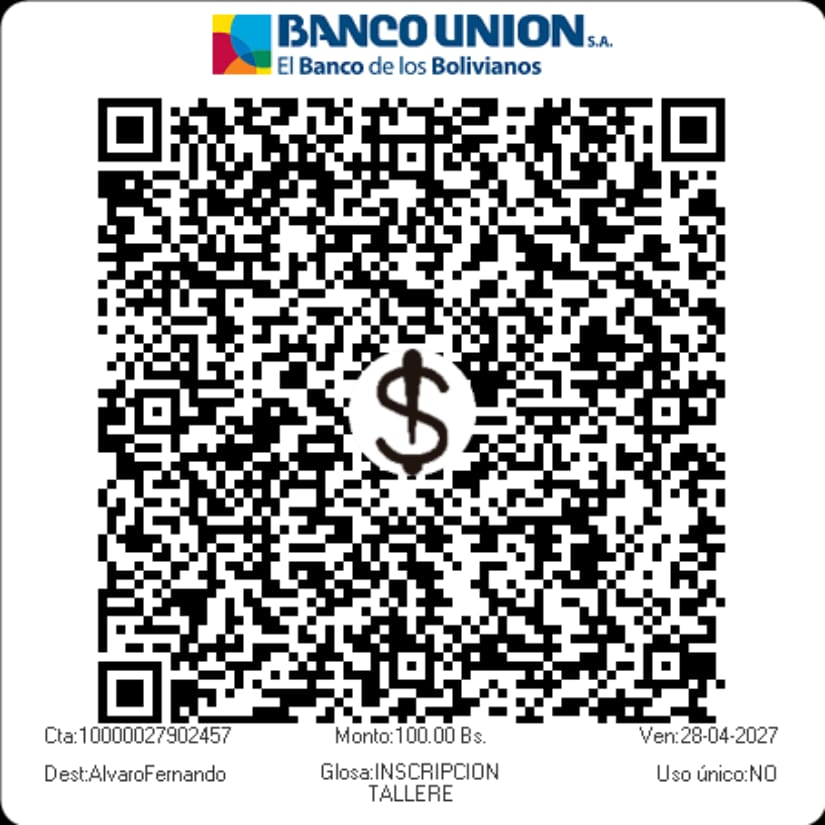 BANCO UNION S.A.
El Banco de los Bolivianos
Cta:10000027902457 Monto:100.00 Bs. Ven:28-04-2027
Dest:AlvaroFernando Glosa:INSCRIPCION Uso único:NO
TALLERE